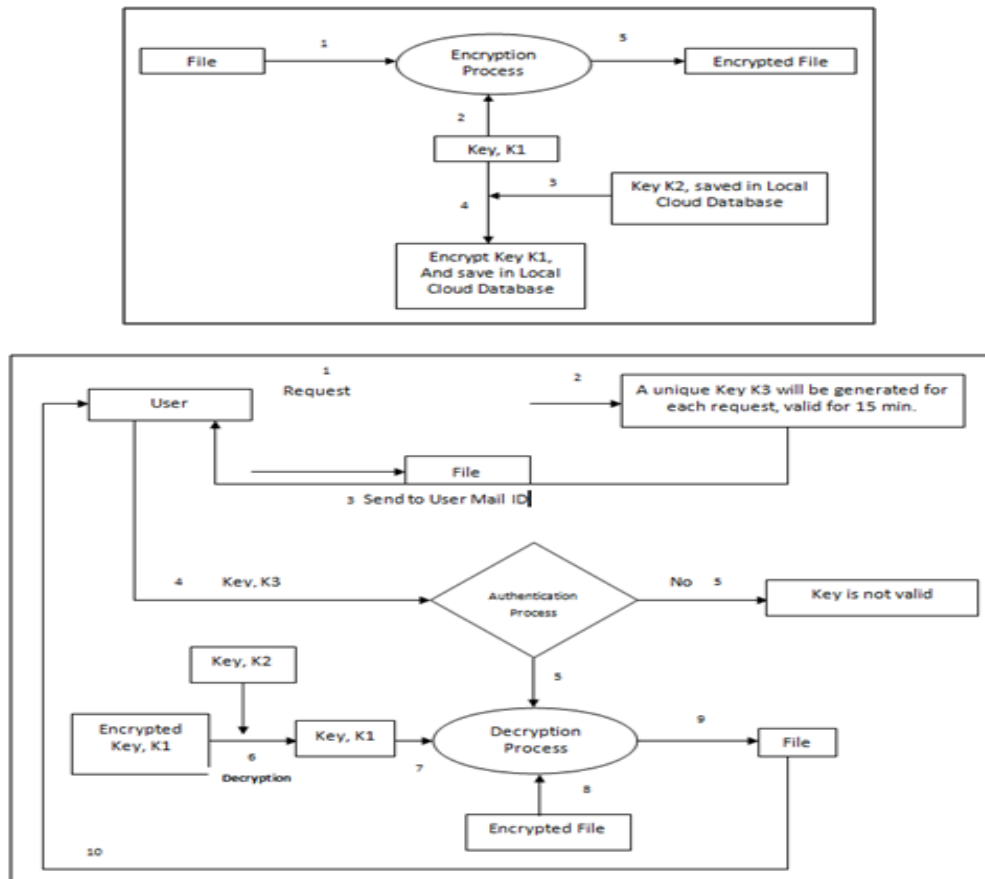 1
5
File
Encryption
Process
Encrypted File
2
Key, K1
3
Key K2, saved in Local
Cloud Database
4
Encrypt Key K1,
And save in Local
Cloud Database
1
Request
2
User
A unique Key K3 will be generated for
each request, valid for 15 min.
File
3 Send to User Mail ID
4 Key, K3
Authentication
Process
No 5
Key is not valid
Key, K2
5
Encrypted
Key, K1
Key, K1
Decryption
Process
9
File
6
7
Decryption
8
Encrypted File
10